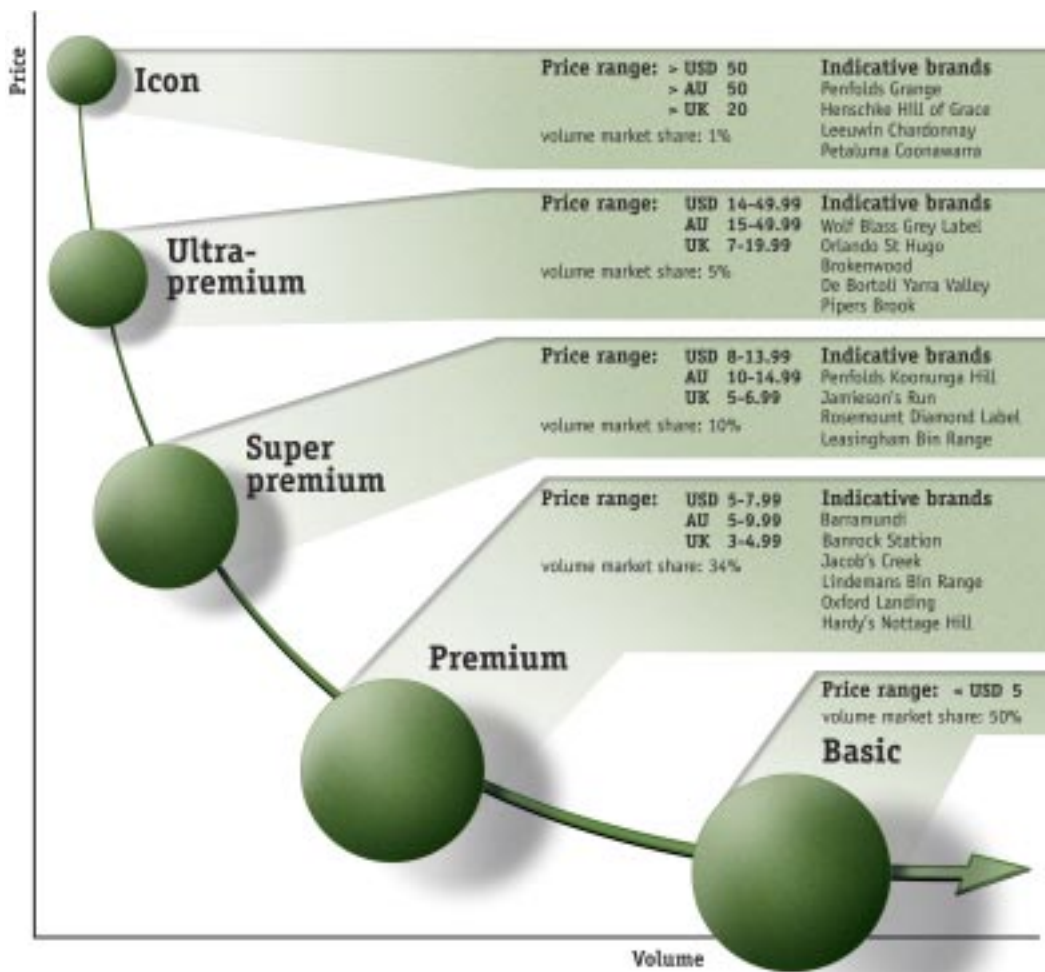 Price
Icon
Price range: > USD 50
> AU 50
> UK 20
volume market share: 1%
Indicative brands
Penfolds Grange
Henschke Hill of Grace
Leeuwin Chardonnay
Petaluma Coonawarra
Ultra-
premium
Price range: USD 14-49.99
AU 15-49.99
UK 7-19.99
volume market share: 5%
Indicative brands
Wolf Blass Grey Label
Orlando St Hugo
Brokenwood
De Bortoli Yarra Valley
Pipers Brook
Super
premium
Price range: USD 8-13.99
AU 10-14.99
UK 5-6.99
volume market share: 10%
Indicative brands
Penfolds Koonunga Hill
Jamieson's Run
Rosemount Diamond Label
Leasingham Bin Range
Premium
Price range: USD 5-7.99
AU 5-9.99
UK 3-4.99
volume market share: 34%
Indicative brands
Barramundi
Banrock Station
Jacob's Creek
Lindemans Bin Range
Oxford Landing
Hardy's Nottage Hill
Price range: < USD 5
volume market share: 50%
Basic
Volume